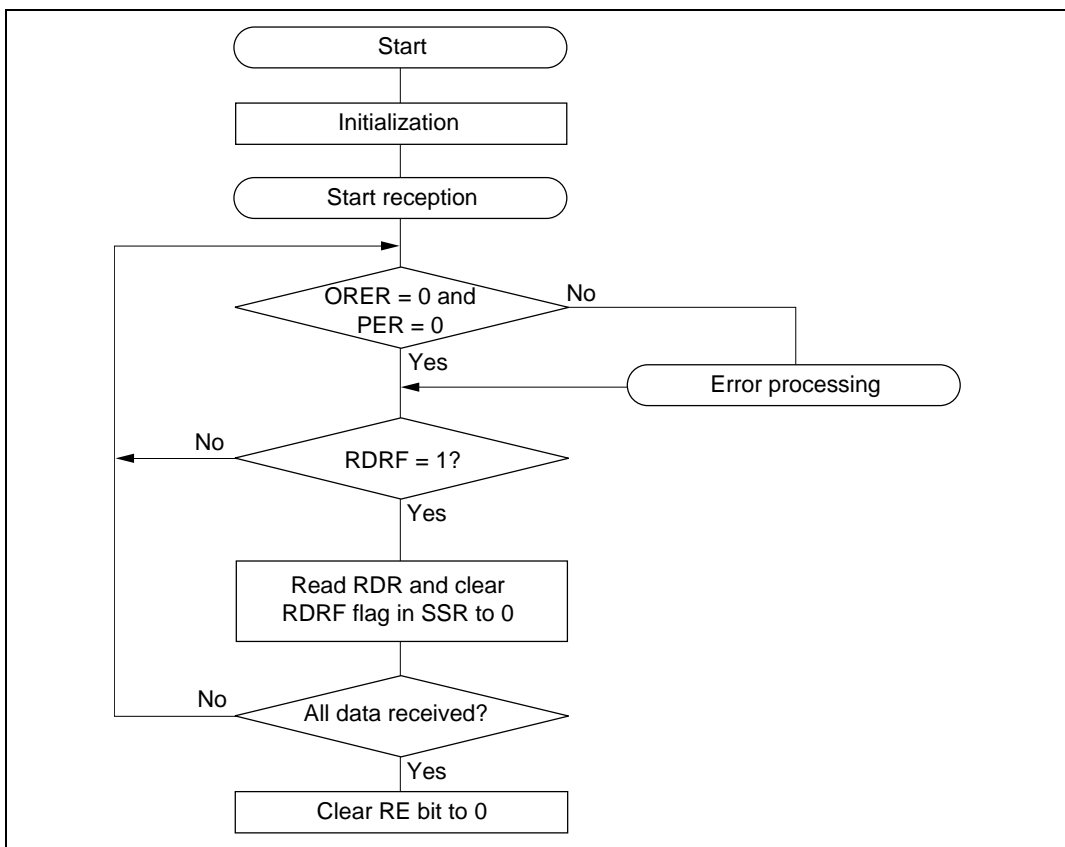 Start
Initialization
Start reception
ORER = 0 and
PER = 0
No
Yes
Error processing
No
RDRF = 1?
Yes
Read RDR and clear
RDRF flag in SSR to 0
No
All data received?
Yes
Clear RE bit to 0